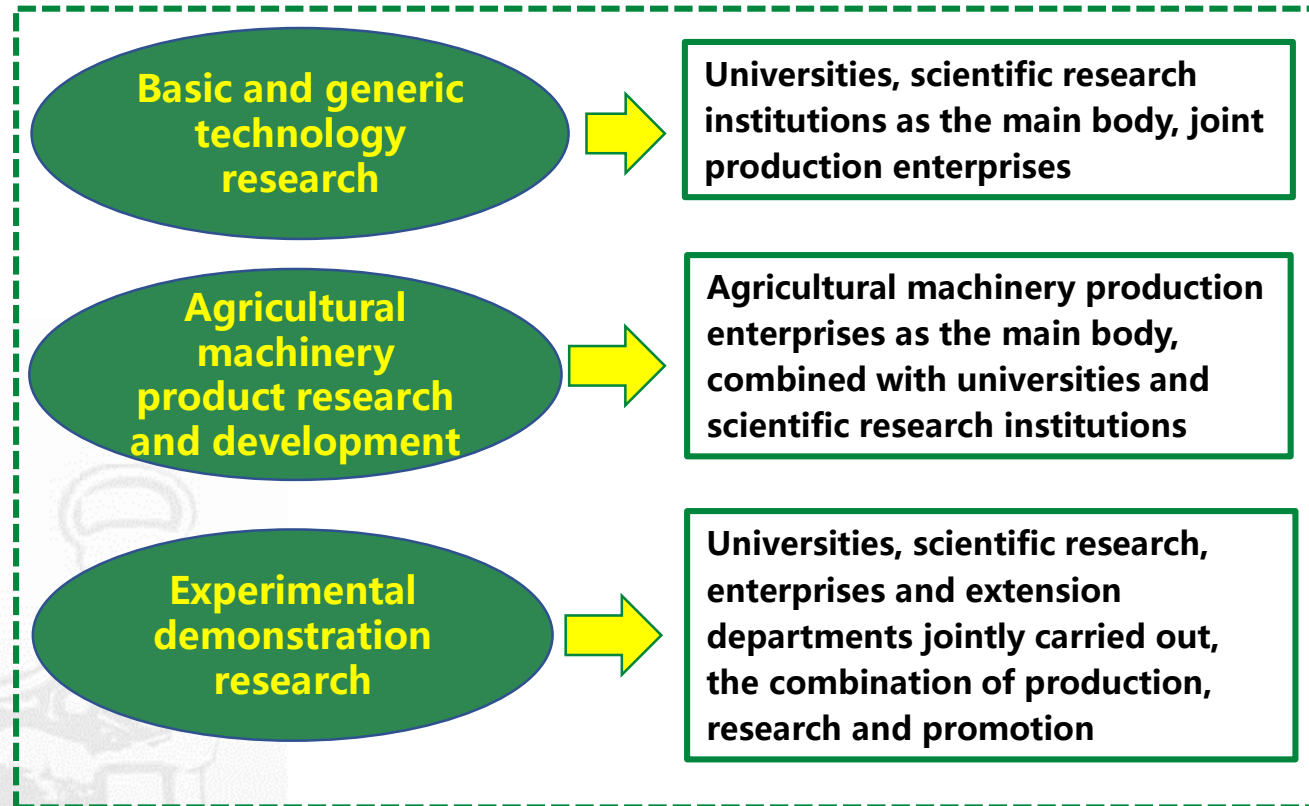 Basic and generic
technology
research
Universities, scientific research
institutions as the main body, joint
production enterprises
Agricultural
machinery
product research
and development
Agricultural machinery production
enterprises as the main body,
combined with universities and
scientific research institutions
Experimental
demonstration
research
Universities, scientific research,
enterprises and extension
departments jointly carried out,
the combination of production,
research and promotion